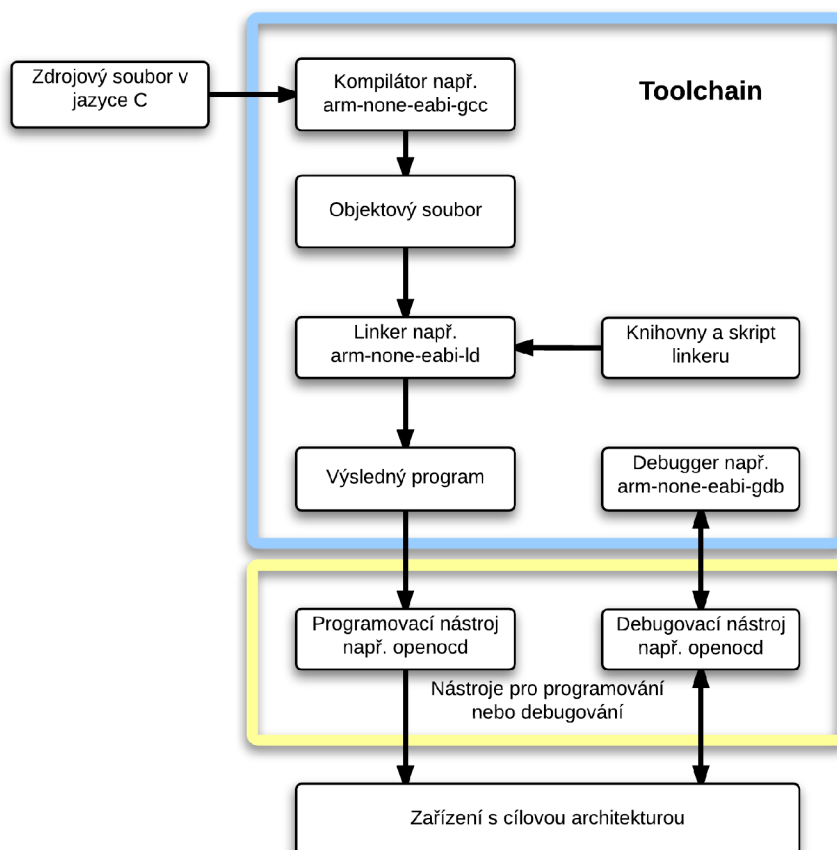 Zdrojový soubor v
jazyce C
Kompilátor např.
arm-none-eabi-gcc
Toolchain
Objektový soubor
Linker např.
arm-none-eabi-ld
Knihovny a skript
linkeru
Výsledný program
Debugger např.
arm-none-eabi-gdb
Programovací nástroj
např. openocd
Debugovací nástroj
např. openocd
Nástroje pro programování
nebo debugování
Zařízení s cílovou architekturou